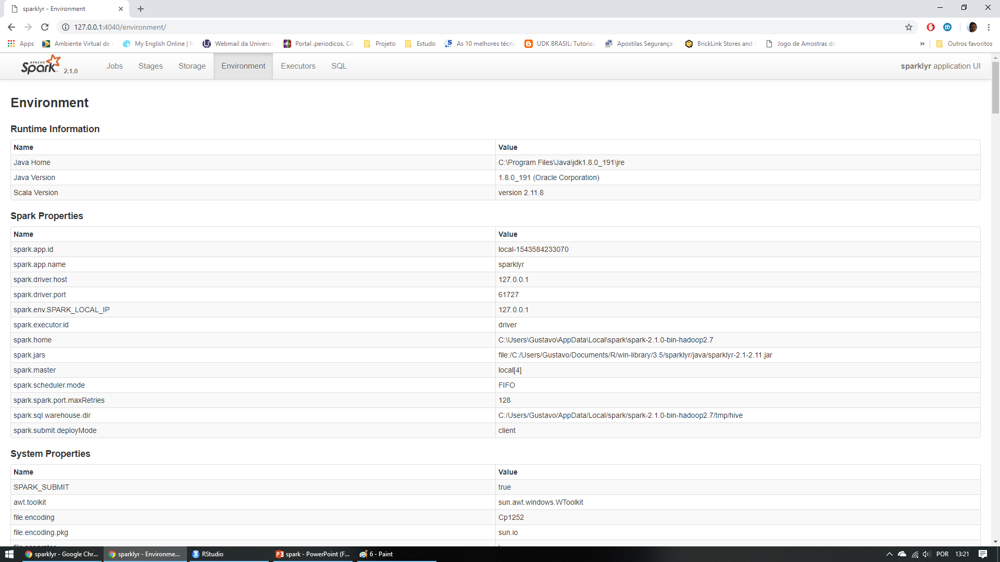 sparklyr - Environment
127.0.0.1:4040/environment/
Apps Ambiente Virtual de My English Online | Webmail da Universi Portal .periodicos. CA Projeto Estudo As 10 melhores técni UDK BRASIL: Tutoriai Apostilas Segurança BrickLink Stores and Jogo de Amostras do » Outros favoritos
APACHE Spark 2.1.0 Jobs Stages Storage Environment Executors SQL sparklyr application UI
Environment
Runtime Information
Name Value
Java Home C:\Program Files\Java\jdk1.8.0_191\jre
Java Version 1.8.0_191 (Oracle Corporation)
Scala Version version 2.11.8
Spark Properties
Name Value
spark.app.id local-1543584233070
spark.app.name sparklyr
spark.driver.host 127.0.0.1
spark.driver.port 61727
spark.env.SPARK_LOCAL_IP 127.0.0.1
spark.executor.id driver
spark.home C:\Users\Gustavo\AppData\Local\spark\spark-2.1.0-bin-hadoop2.7
spark.jars file:/C:/Users/Gustavo/Documents/R/win-library/3.5/sparklyr/java/sparklyr-2.1-2.11.jar
spark.master local[4]
spark.scheduler.mode FIFO
spark.spark.port.maxRetries 128
spark.sql.warehouse.dir C:/Users/Gustavo/AppData/Local/spark/spark-2.1.0-bin-hadoop2.7/tmp/hive
spark.submit.deployMode client
System Properties
Name Value
SPARK_SUBMIT true
awt.toolkit sun.awt.windows.WToolkit
file.encoding Cp1252
file.encoding.pkg sun.io
sparklyr - Google Chr... sparklyr - Environme... RStudio spark - PowerPoint (F... 6 - Paint POR 13:21